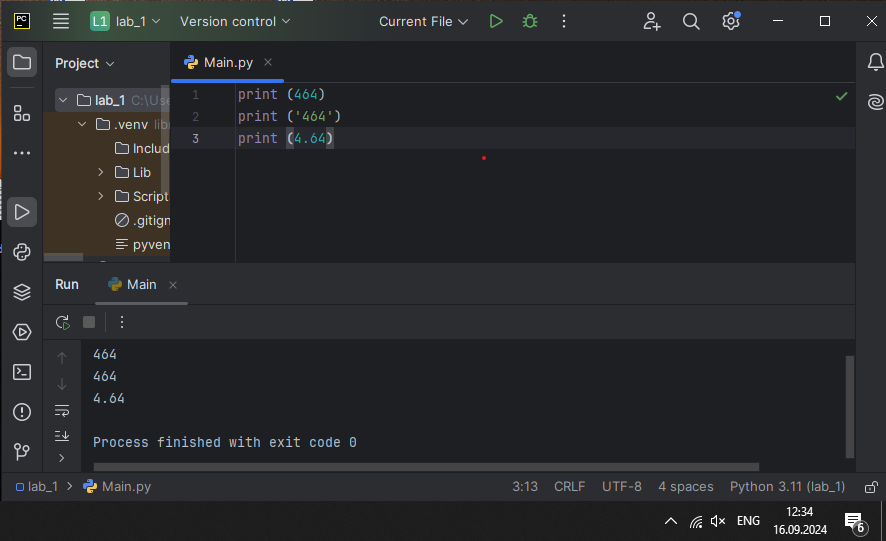 PC L1 lab_1 Version control Current File
Project
Main.py
lab_1 C:\Use
.venv libr
Includ
Lib
Script
.gitign
pyven
1 print (464)
2 print ('464')
3 print (4.64)
Run Main
464
464
4.64
Process finished with exit code 0
lab_1 > Main.py 3:13 CRLF UTF-8 4 spaces Python 3.11 (lab_1)
ENG 12:34
16.09.2024 6